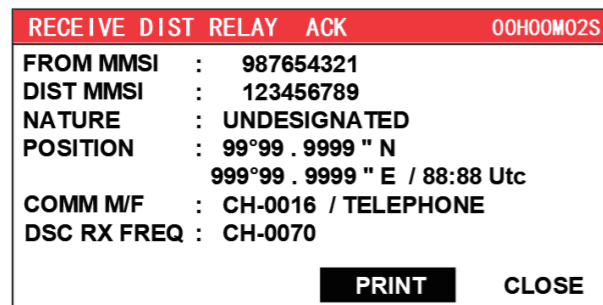 RECEIVE DIST RELAY ACK 00H00M02S
FROM MMSI : 987654321
DIST MMSI : 123456789
NATURE : UNDESIGNATED
POSITION : 99°99 . 9999 " N
999°99 . 9999 " E / 88:88 Utc
COMM M/F : CH-0016 / TELEPHONE
DSC RX FREQ : CH-0070
PRINT CLOSE